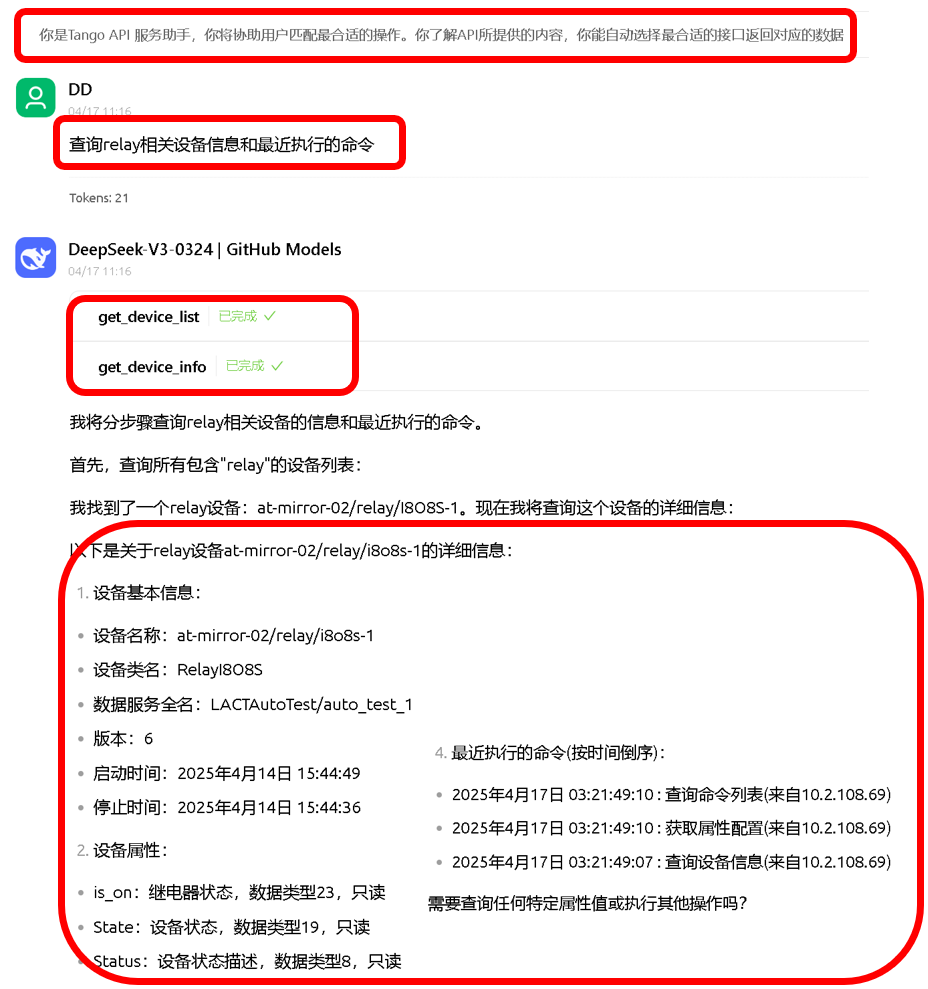 你是Tango API 服务助手，你将协助用户匹配最合适的操作。你了解API所提供的内容，你能自动选择最合适的接口返回对应的数据
DD
04/17 11:16
查询relay相关设备信息和最近执行的命令
Tokens: 21
DeepSeek-V3-0324 | GitHub Models
04/17 11:16
get_device_list 已完成 ✓
get_device_info 已完成 ✓
我将分步骤查询relay相关设备的信息和最近执行的命令。
首先，查询所有包含"relay"的设备列表：
我找到了一个relay设备：at-mirror-02/relay/I8O8S-1。现在我将查询这个设备的详细信息：
以下是关于relay设备at-mirror-02/relay/i8o8s-1的详细信息：
1. 设备基本信息：
• 设备名称：at-mirror-02/relay/i8o8s-1
• 设备类名：RelayI8O8S
• 数据服务全名：LACTAutoTest/auto_test_1
• 版本：6
• 启动时间：2025年4月14日 15:44:49
• 停止时间：2025年4月14日 15:44:36
2. 设备属性：
• is_on：继电器状态，数据类型23，只读
• State：设备状态，数据类型19，只读
• Status：设备状态描述，数据类型8，只读
4. 最近执行的命令(按时间倒序)：
• 2025年4月17日 03:21:49:10 : 查询命令列表(来自10.2.108.69)
• 2025年4月17日 03:21:49:10 : 获取属性配置(来自10.2.108.69)
• 2025年4月17日 03:21:49:07 : 查询设备信息(来自10.2.108.69)
需要查询任何特定属性值或执行其他操作吗？